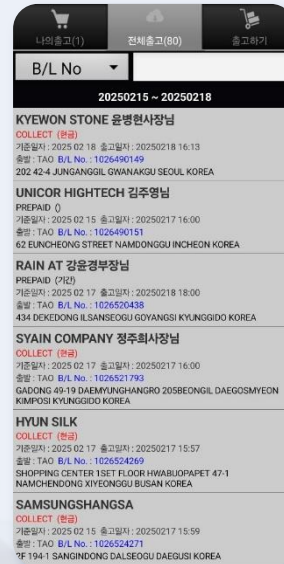 나의출고(1) 전체출고(80) 출고하기
B/L No
20250215 ~ 20250218
KYEWON STONE 윤병현사장님
COLLECT (현금)
기준일자 : 2025 02 18 출고일자 : 20250218 16:13
출발 : TAO B/L No. : 1026490149
202 42-4 JUNGANGGIL GWANAKGU SEOUL KOREA
UNICOR HIGHTECH 김주영님
PREPAID ()
기준일자 : 2025 02 15 출고일자 : 20250217 16:00
출발 : TAO B/L No. : 1026490151
62 EUNCHEONG STREET NAMDONGGU INCHEON KOREA
RAIN AT 강윤경부장님
PREPAID (기간)
기준일자 : 2025 02 17 출고일자 : 20250218 18:00
출발 : TAO B/L No. : 1026520438
434 DEKEDONG ILSANSEOGU GOYANGSI KYUNGGIDO KOREA
SYAIN COMPANY 정주희사장님
COLLECT (현금)
기준일자 : 2025 02 17 출고일자 : 20250217 16:00
출발 : TAO B/L No. : 1026521793
GADONG 49-19 DAEMYUNGHANGRO 205BEONGIL DAEGOSMYEON
KIMPOSI KYUNGGIDO KOREA
HYUN SILK
COLLECT (현금)
기준일자 : 2025 02 17 출고일자 : 20250217 15:57
출발 : TAO B/L No. : 1026524269
SHOPPING CENTER 1SET FLOOR HWABUOPAPET 47-1
NAMCHENDONG XIYEONGGU BUSAN KOREA
SAMSUNGSHANGSA
COLLECT (현금)
기준일자 : 2025 02 15 출고일자 : 20250217 15:59
출발 : TAO B/L No. : 1026524271
2F 194-1 SANGINDONG DALSEOGU DAEGUSI KOREA